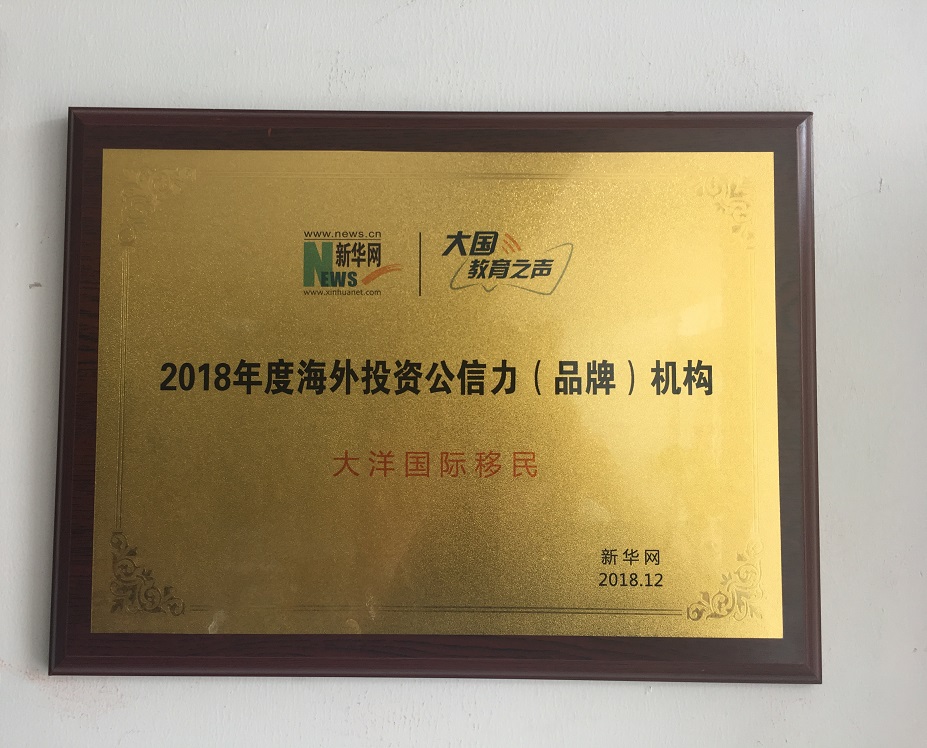 www.news.cn
新华网
NEWS
www.xinhuanet.com
大国
教育之声
2018年度海外投资公信力（品牌）机构
大洋国际移民
新华网
2018.12